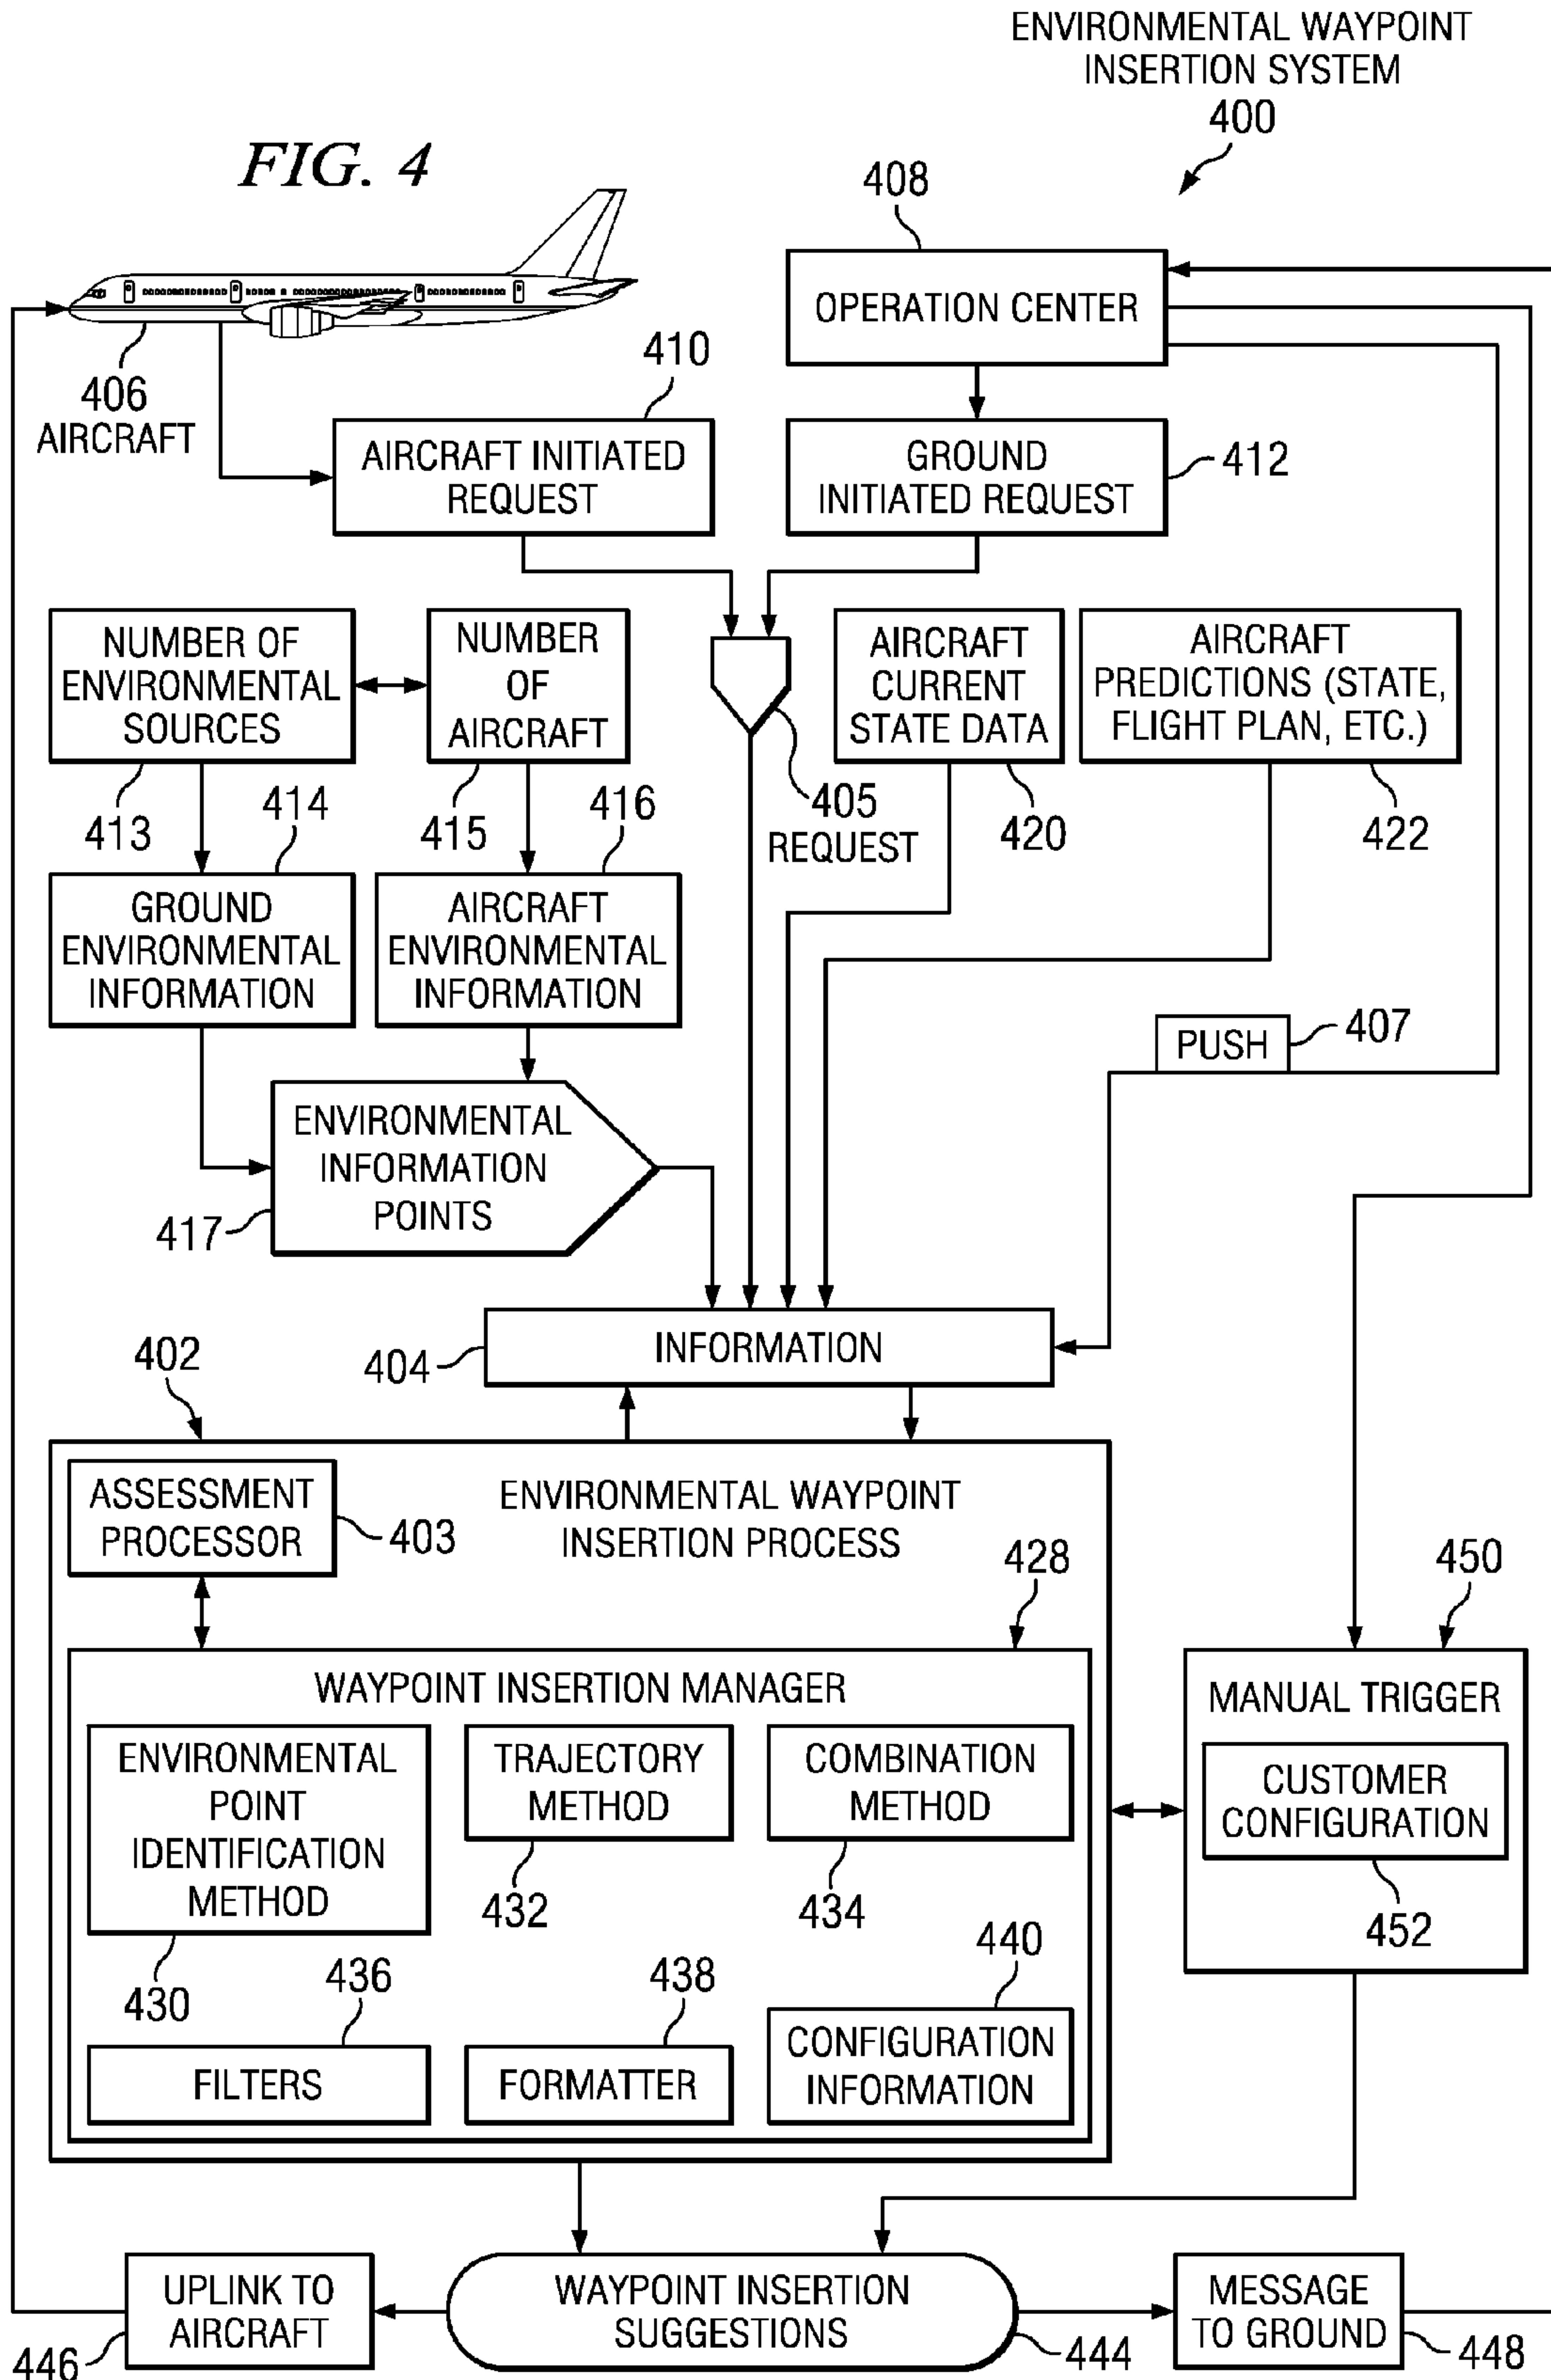 ENVIRONMENTAL WAYPOINT
INSERTION SYSTEM
400
FIG. 4
408
OPERATION CENTER
406
AIRCRAFT
410
AIRCRAFT INITIATED
REQUEST
GROUND
INITIATED REQUEST
412
NUMBER OF
ENVIRONMENTAL
SOURCES
NUMBER
OF
AIRCRAFT
AIRCRAFT
CURRENT
STATE DATA
AIRCRAFT
PREDICTIONS (STATE,
FLIGHT PLAN, ETC.)
413
414
415
416
405
REQUEST
420
422
GROUND
ENVIRONMENTAL
INFORMATION
AIRCRAFT
ENVIRONMENTAL
INFORMATION
PUSH
407
ENVIRONMENTAL
INFORMATION
POINTS
417
INFORMATION
404
402
ASSESSMENT
PROCESSOR
403
ENVIRONMENTAL WAYPOINT
INSERTION PROCESS
428
450
WAYPOINT INSERTION MANAGER
MANUAL TRIGGER
ENVIRONMENTAL
POINT
IDENTIFICATION
METHOD
TRAJECTORY
METHOD
COMBINATION
METHOD
CUSTOMER
CONFIGURATION
432
434
452
430
436
438
440
FILTERS
FORMATTER
CONFIGURATION
INFORMATION
UPLINK TO
AIRCRAFT
WAYPOINT INSERTION
SUGGESTIONS
MESSAGE
TO GROUND
446
444
448